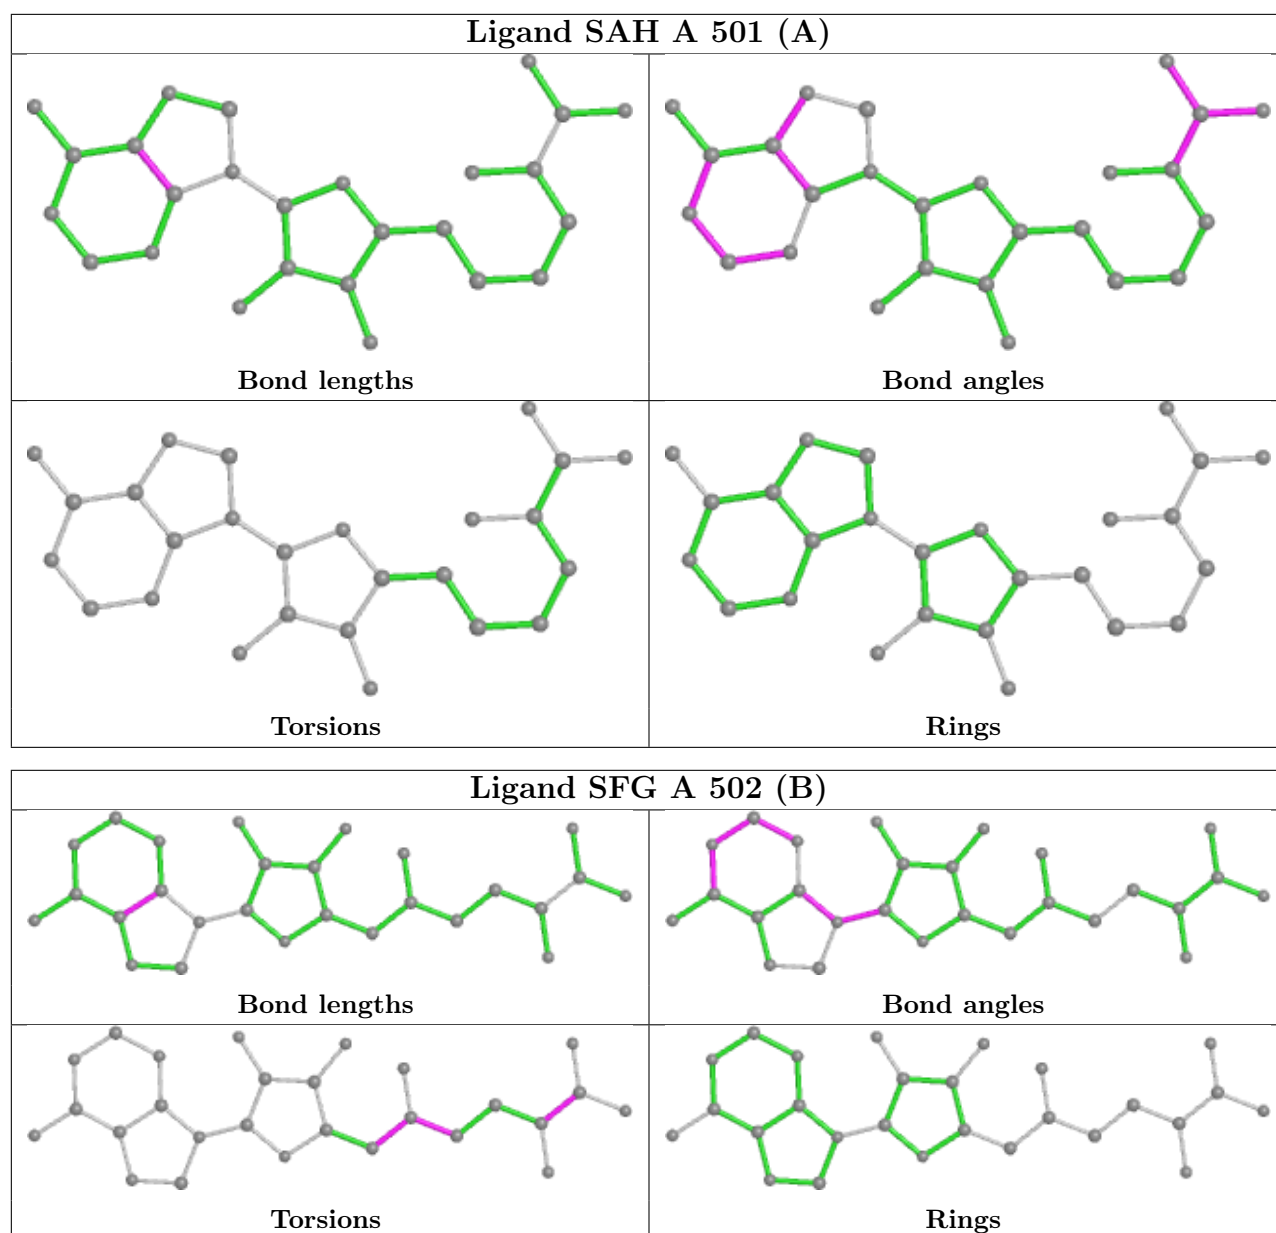 Ligand SAH A 501 (A)
Bond lengths
Bond angles
Torsions
Rings
Ligand SFG A 502 (B)
Bond lengths
Bond angles
Torsions
Rings